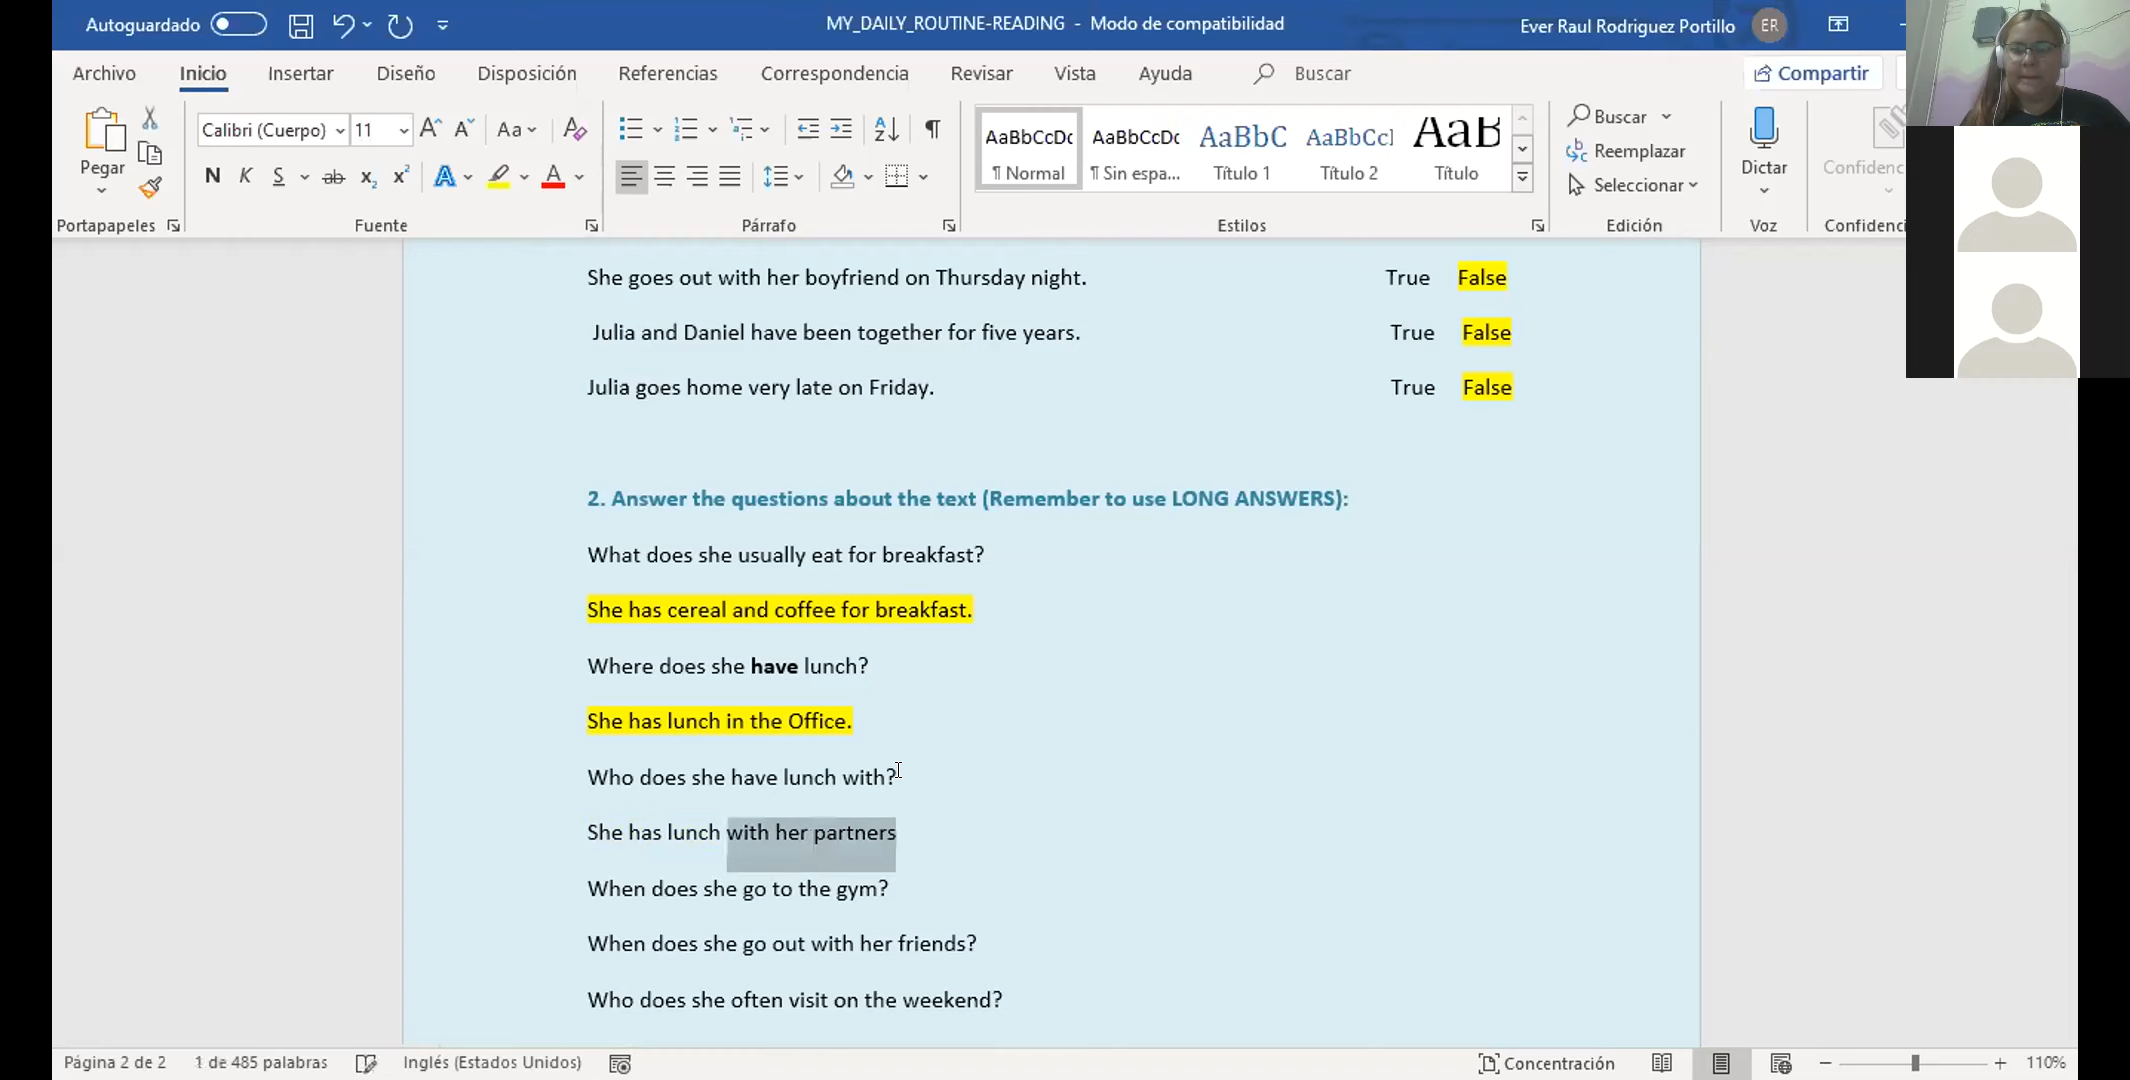 Autoguardado
MY_DAILY_ROUTINE-READING - Modo de compatibilidad
Ever Raul Rodriguez Portillo
ER
Archivo Inicio Insertar Diseño Disposición Referencias Correspondencia Revisar Vista Ayuda Buscar
Compartir
Calibri (Cuerpo) 11 A A Aa A
N K S ab x₂ x² A A
Pegar
AaBbCcDc AaBbCcDc AaBbC AaBbCcI AaB
¶ Normal ¶ Sin espa... Título 1 Título 2 Título
Buscar
Reemplazar
Seleccionar
Dictar
Portapapeles Fuente Párrafo Estilos Edición Voz
She goes out with her boyfriend on Thursday night. True False
Julia and Daniel have been together for five years. True False
Julia goes home very late on Friday. True False
2. Answer the questions about the text (Remember to use LONG ANSWERS):
What does she usually eat for breakfast?
She has cereal and coffee for breakfast.
Where does she have lunch?
She has lunch in the Office.
Who does she have lunch with?
She has lunch with her partners
When does she go to the gym?
When does she go out with her friends?
Who does she often visit on the weekend?
Página 2 de 2 1 de 485 palabras Inglés (Estados Unidos) Concentración 110%